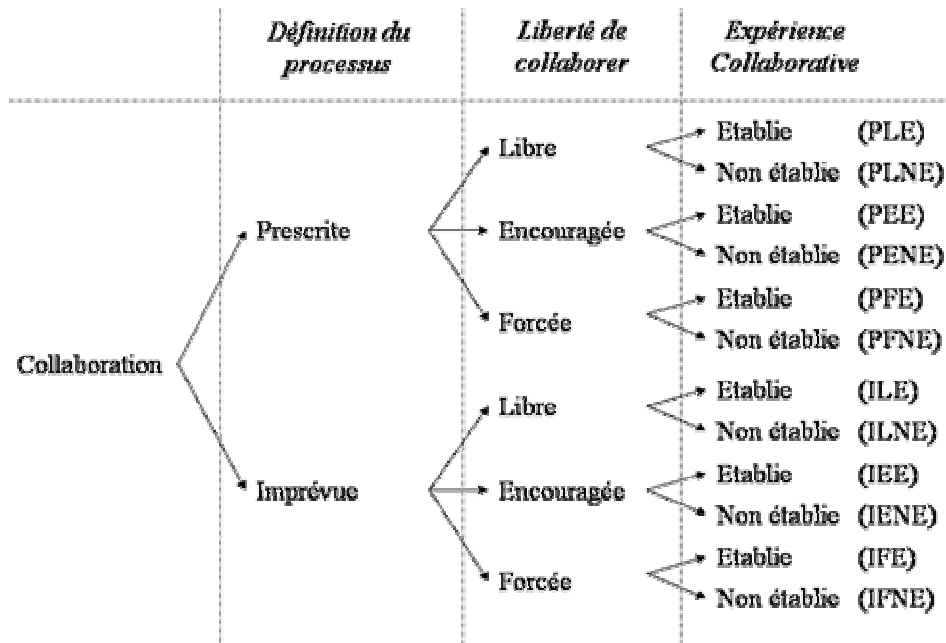 Définition du processus
Liberté de collaborer
Expérience Collaborative
Libre
Etablie (PLE)
Non établie (PLNE)
Prescrite
Encouragée
Etablie (PEE)
Non établie (PENE)
Forcée
Etablie (PFE)
Non établie (PFNE)
Collaboration
Libre
Etablie (ILE)
Non établie (ILNE)
Imprévue
Encouragée
Etablie (IEE)
Non établie (IENE)
Forcée
Etablie (IFE)
Non établie (IFNE)